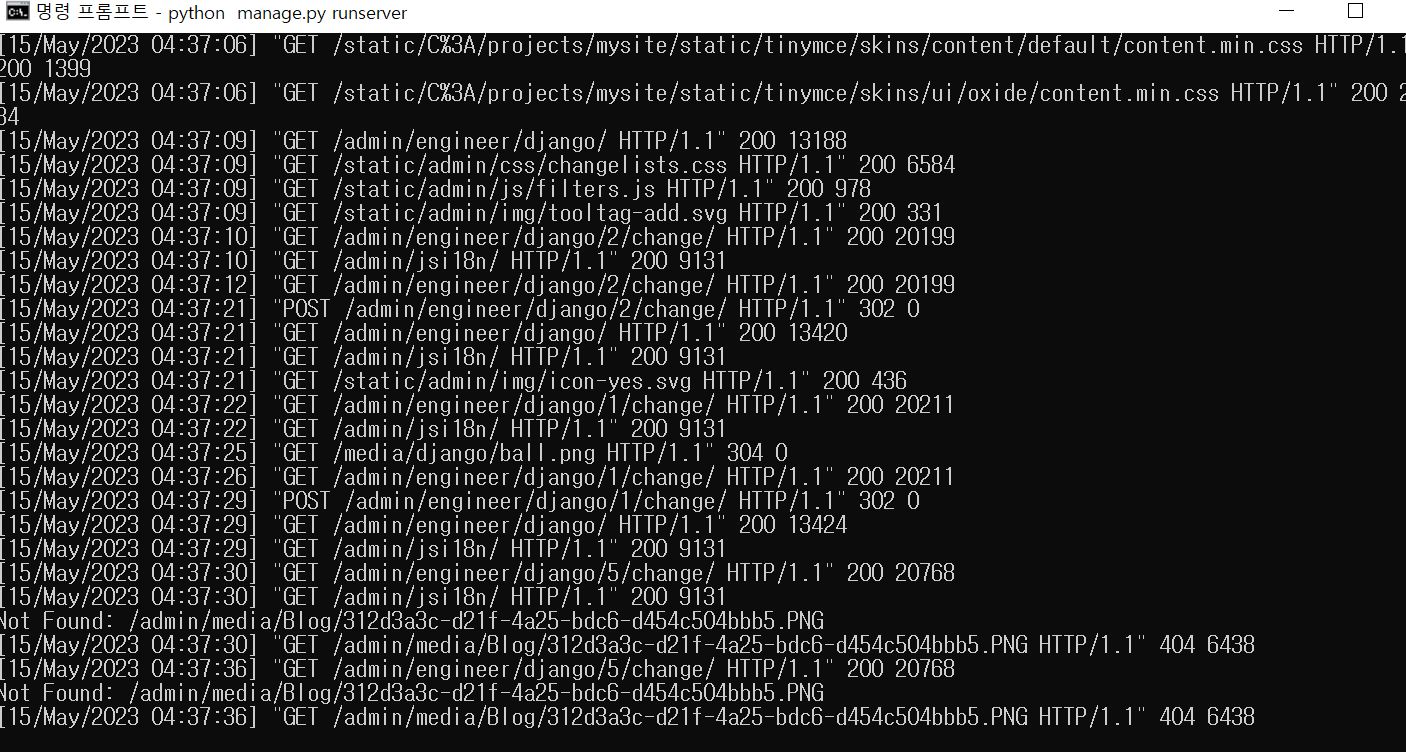 명령 프롬프트 - python  manage.py runserver
[15/May/2023 04:37:06] "GET /static/C%3A/projects/mysite/static/tinymce/skins/content/default/content.min.css HTTP/1.1
200 1399
[15/May/2023 04:37:06] "GET /static/C%3A/projects/mysite/static/tinymce/skins/ui/oxide/content.min.css HTTP/1.1" 200 2
34
[15/May/2023 04:37:09] "GET /admin/engineer/django/ HTTP/1.1" 200 13188
[15/May/2023 04:37:09] "GET /static/admin/css/changelists.css HTTP/1.1" 200 6584
[15/May/2023 04:37:09] "GET /static/admin/js/filters.js HTTP/1.1" 200 978
[15/May/2023 04:37:09] "GET /static/admin/img/tooltag-add.svg HTTP/1.1" 200 331
[15/May/2023 04:37:10] "GET /admin/engineer/django/2/change/ HTTP/1.1" 200 20199
[15/May/2023 04:37:10] "GET /admin/jsi18n/ HTTP/1.1" 200 9131
[15/May/2023 04:37:12] "GET /admin/engineer/django/2/change/ HTTP/1.1" 200 20199
[15/May/2023 04:37:21] "POST /admin/engineer/django/2/change/ HTTP/1.1" 302 0
[15/May/2023 04:37:21] "GET /admin/engineer/django/ HTTP/1.1" 200 13420
[15/May/2023 04:37:21] "GET /admin/jsi18n/ HTTP/1.1" 200 9131
[15/May/2023 04:37:21] "GET /static/admin/img/icon-yes.svg HTTP/1.1" 200 436
[15/May/2023 04:37:22] "GET /admin/engineer/django/1/change/ HTTP/1.1" 200 20211
[15/May/2023 04:37:22] "GET /admin/jsi18n/ HTTP/1.1" 200 9131
[15/May/2023 04:37:25] "GET /media/django/ball.png HTTP/1.1" 304 0
[15/May/2023 04:37:26] "GET /admin/engineer/django/1/change/ HTTP/1.1" 200 20211
[15/May/2023 04:37:29] "POST /admin/engineer/django/1/change/ HTTP/1.1" 302 0
[15/May/2023 04:37:29] "GET /admin/engineer/django/ HTTP/1.1" 200 13424
[15/May/2023 04:37:29] "GET /admin/jsi18n/ HTTP/1.1" 200 9131
[15/May/2023 04:37:30] "GET /admin/engineer/django/5/change/ HTTP/1.1" 200 20768
[15/May/2023 04:37:30] "GET /admin/jsi18n/ HTTP/1.1" 200 9131
Not Found: /admin/media/Blog/312d3a3c-d21f-4a25-bdc6-d454c504bbb5.PNG
[15/May/2023 04:37:30] "GET /admin/media/Blog/312d3a3c-d21f-4a25-bdc6-d454c504bbb5.PNG HTTP/1.1" 404 6438
[15/May/2023 04:37:36] "GET /admin/engineer/django/5/change/ HTTP/1.1" 200 20768
Not Found: /admin/media/Blog/312d3a3c-d21f-4a25-bdc6-d454c504bbb5.PNG
[15/May/2023 04:37:36] "GET /admin/media/Blog/312d3a3c-d21f-4a25-bdc6-d454c504bbb5.PNG HTTP/1.1" 404 6438